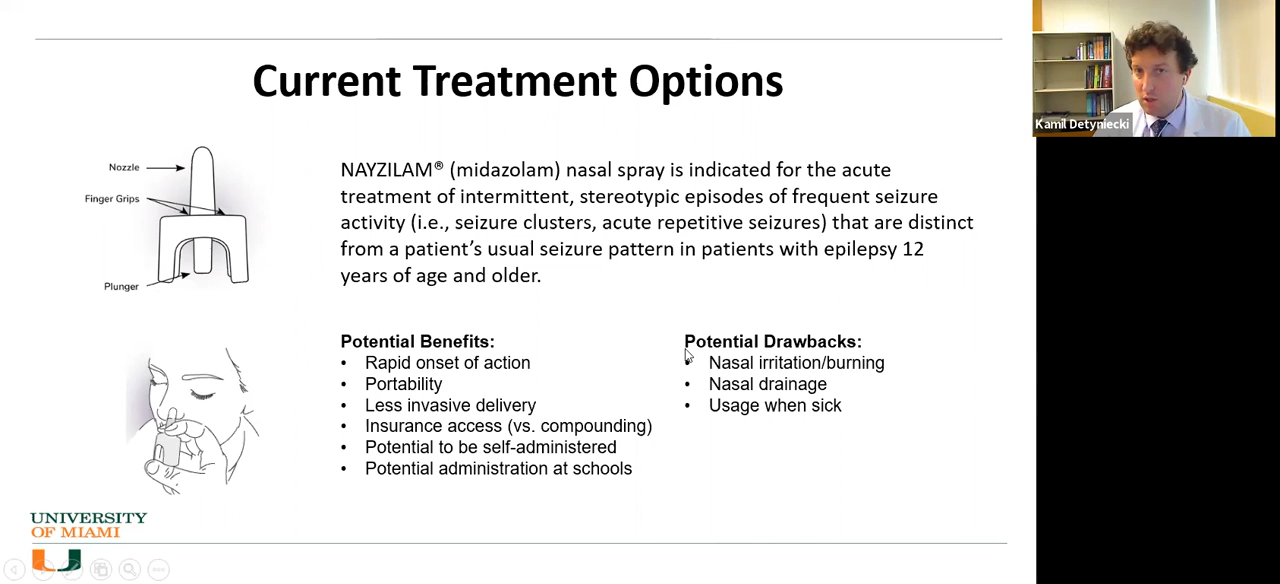 Current Treatment Options
Kamil Detyniecki
Nozzle
Finger Grips
Plunger
NAYZILAM® (midazolam) nasal spray is indicated for the acute
treatment of intermittent, stereotypic episodes of frequent seizure
activity (i.e., seizure clusters, acute repetitive seizures) that are distinct
from a patient’s usual seizure pattern in patients with epilepsy 12
years of age and older.
Potential Benefits:
• Rapid onset of action
• Portability
• Less invasive delivery
• Insurance access (vs. compounding)
• Potential to be self-administered
• Potential administration at schools
Potential Drawbacks:
• Nasal irritation/burning
• Nasal drainage
• Usage when sick
UNIVERSITY
OF MIAMI